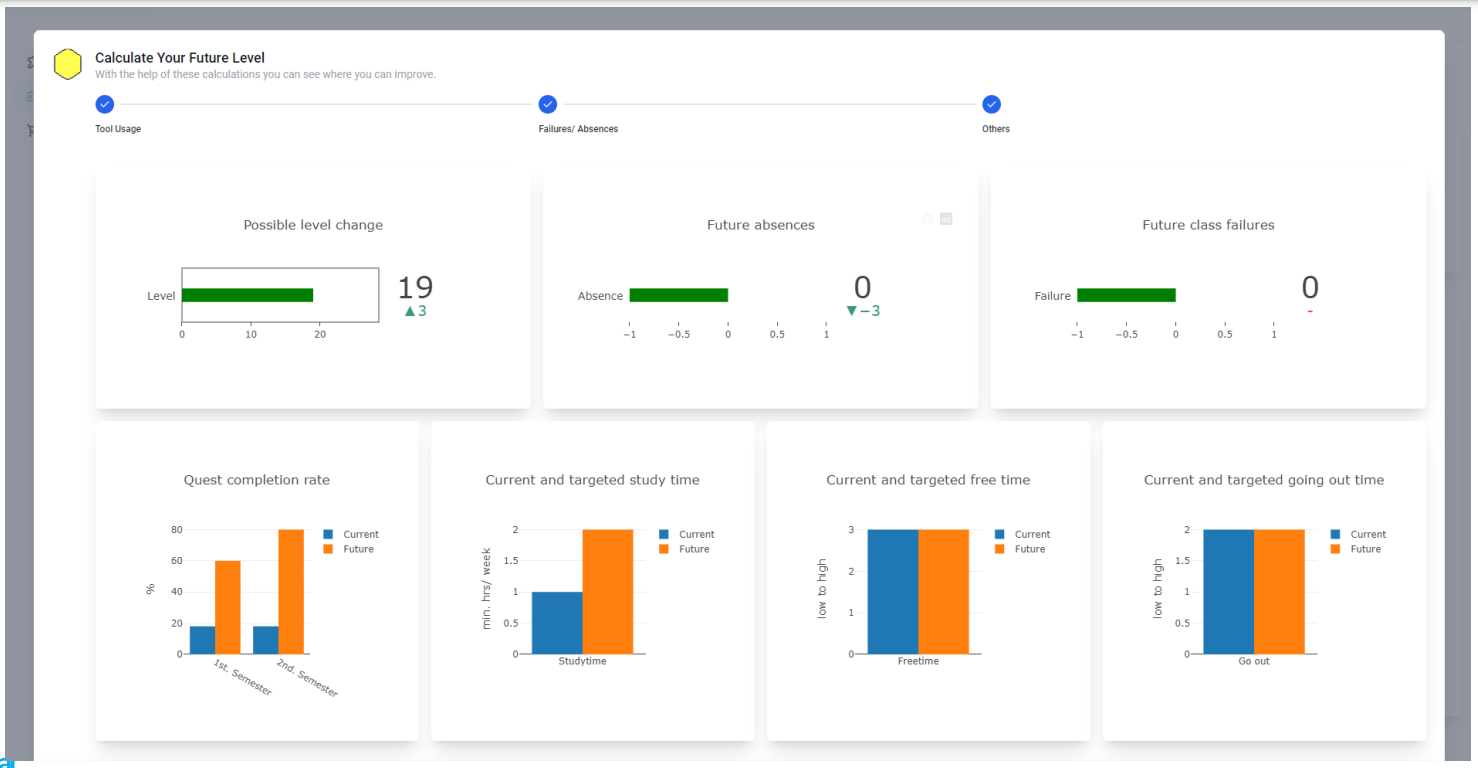 Calculate Your Future Level
With the help of these calculations you can see where you can improve.
Tool Usage
Failures/ Absences
Others
Possible level change
Level
19
▲3
0 10 20
Future absences
Absence
0
▼−3
−1 −0.5 0 0.5 1
Future class failures
Failure
0
-
−1 −0.5 0 0.5 1
Quest completion rate
%
80
60
40
20
0
1st. Semester
2nd. Semester
Current
Future
Current and targeted study time
min. hrs/ week
2
1.5
1
0.5
0
Studytime
Current
Future
Current and targeted free time
low to high
3
2
1
0
Freetime
Current
Future
Current and targeted going out time
low to high
2
1.5
1
0.5
0
Go out
Current
Future